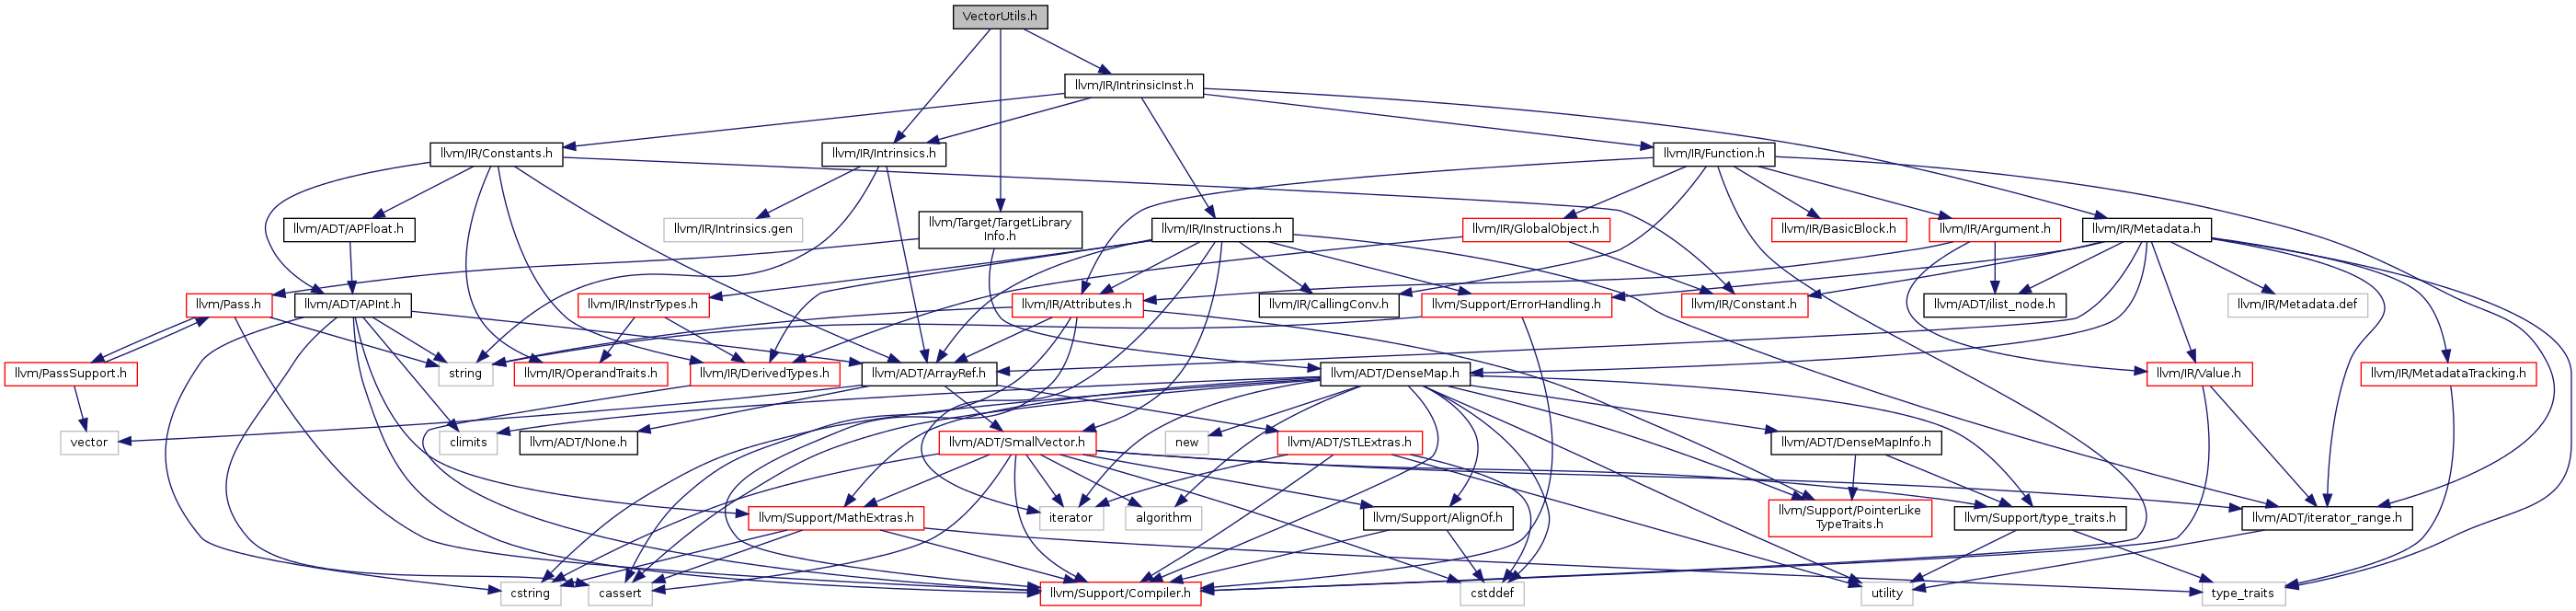 VectorUtils.h
llvm/IR/IntrinsicInst.h
llvm/IR/Constants.h
llvm/IR/Intrinsics.h
llvm/IR/Function.h
llvm/ADT/APFloat.h
llvm/IR/Intrinsics.gen
llvm/Target/TargetLibrary
Info.h
llvm/IR/Instructions.h
llvm/IR/GlobalObject.h
llvm/IR/BasicBlock.h
llvm/IR/Argument.h
llvm/IR/Metadata.h
llvm/Pass.h
llvm/ADT/APInt.h
llvm/IR/InstrTypes.h
llvm/IR/Attributes.h
llvm/IR/CallingConv.h
llvm/Support/ErrorHandling.h
llvm/IR/Constant.h
llvm/ADT/ilist_node.h
llvm/IR/Metadata.def
llvm/PassSupport.h
string
llvm/IR/OperandTraits.h
llvm/IR/DerivedTypes.h
llvm/ADT/ArrayRef.h
llvm/ADT/DenseMap.h
llvm/IR/Value.h
llvm/IR/MetadataTracking.h
vector
climits
llvm/ADT/None.h
llvm/ADT/SmallVector.h
new
llvm/ADT/STLExtras.h
llvm/ADT/DenseMapInfo.h
llvm/Support/MathExtras.h
iterator
algorithm
llvm/Support/AlignOf.h
llvm/Support/PointerLike
TypeTraits.h
llvm/Support/type_traits.h
llvm/ADT/iterator_range.h
cstring
cassert
llvm/Support/Compiler.h
cstddef
utility
type_traits